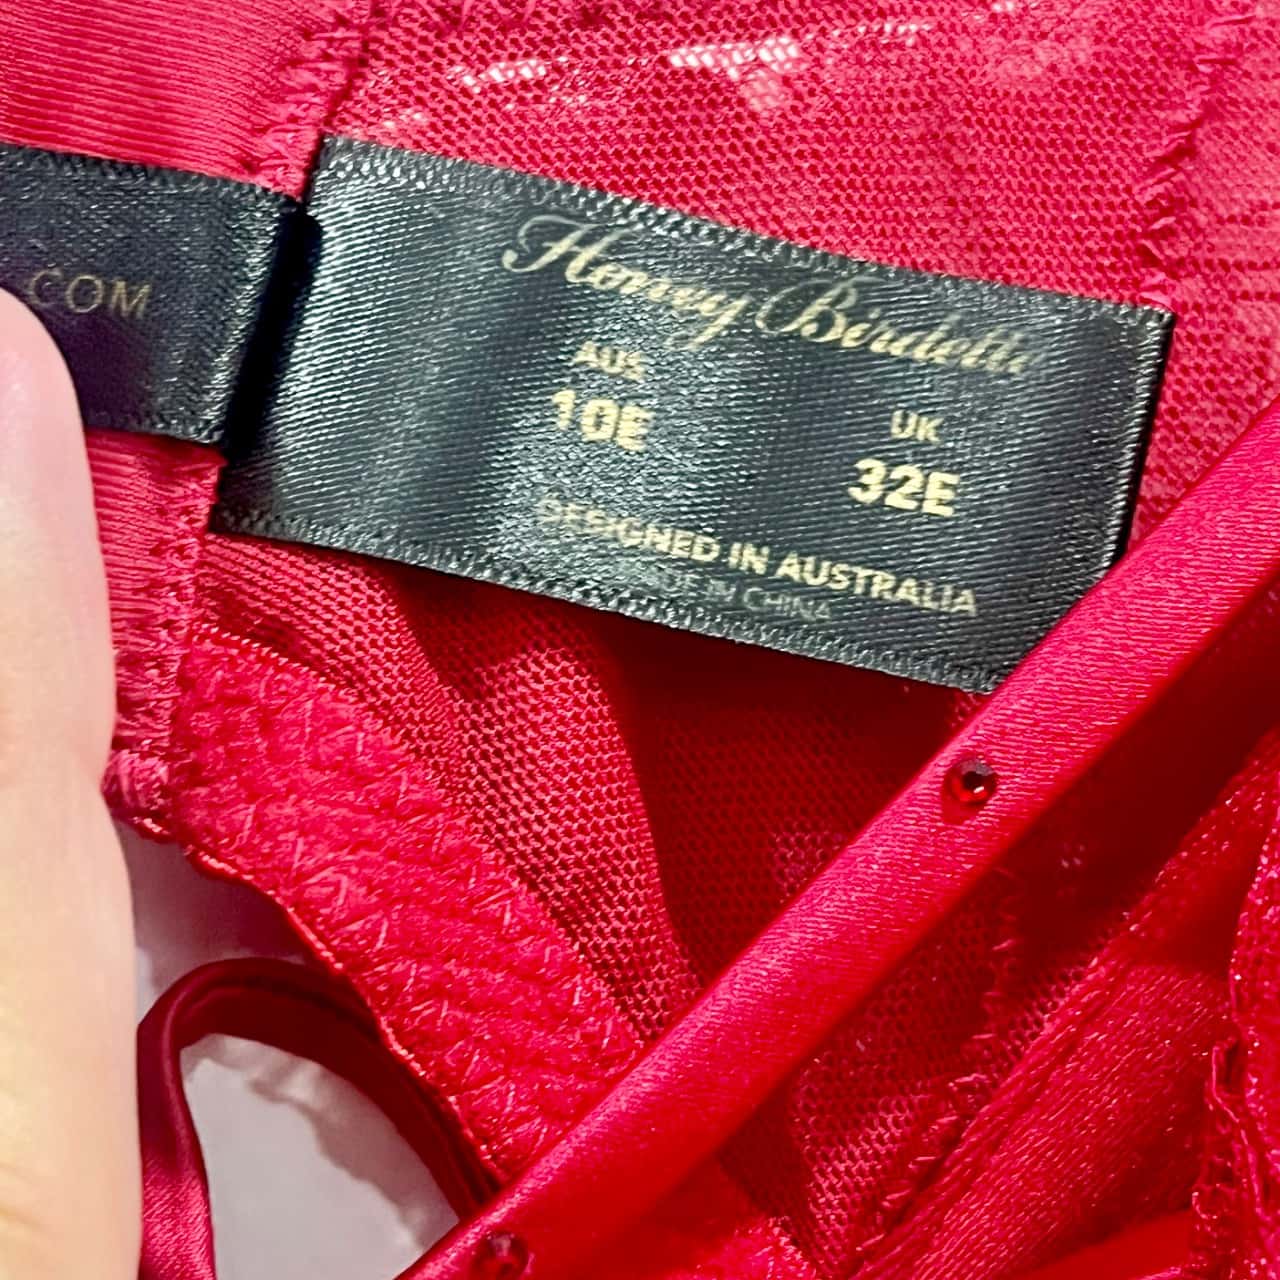 .COM
Honey Birdette
AUS
10E
UK
32E
DESIGNED IN AUSTRALIA
MADE IN CHINA